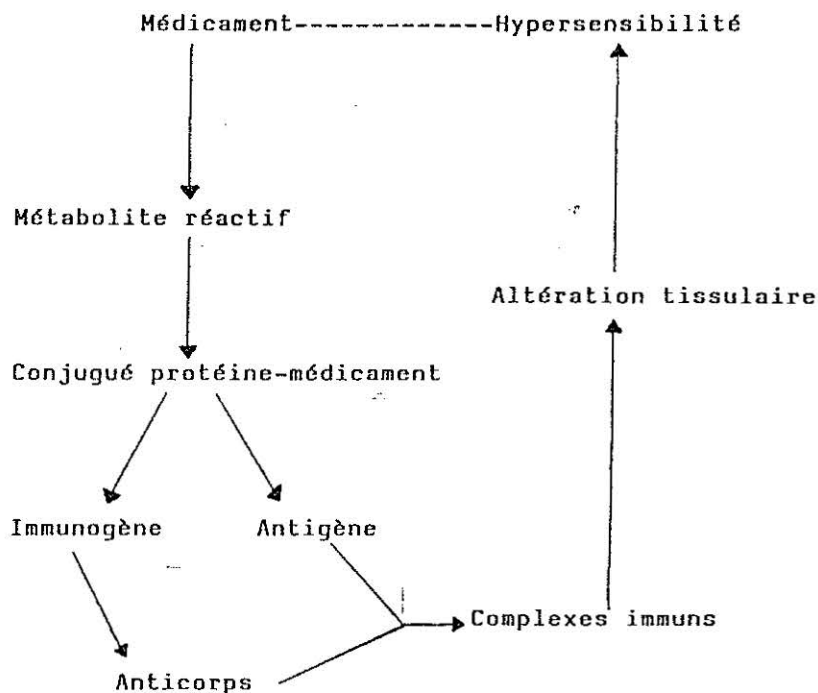 Médicament-------------Hypersensibilité
Métabolite réactif
Altération tissulaire
Conjugué protéine-médicament
Immunogène Antigène
Complexes immuns
Anticorps